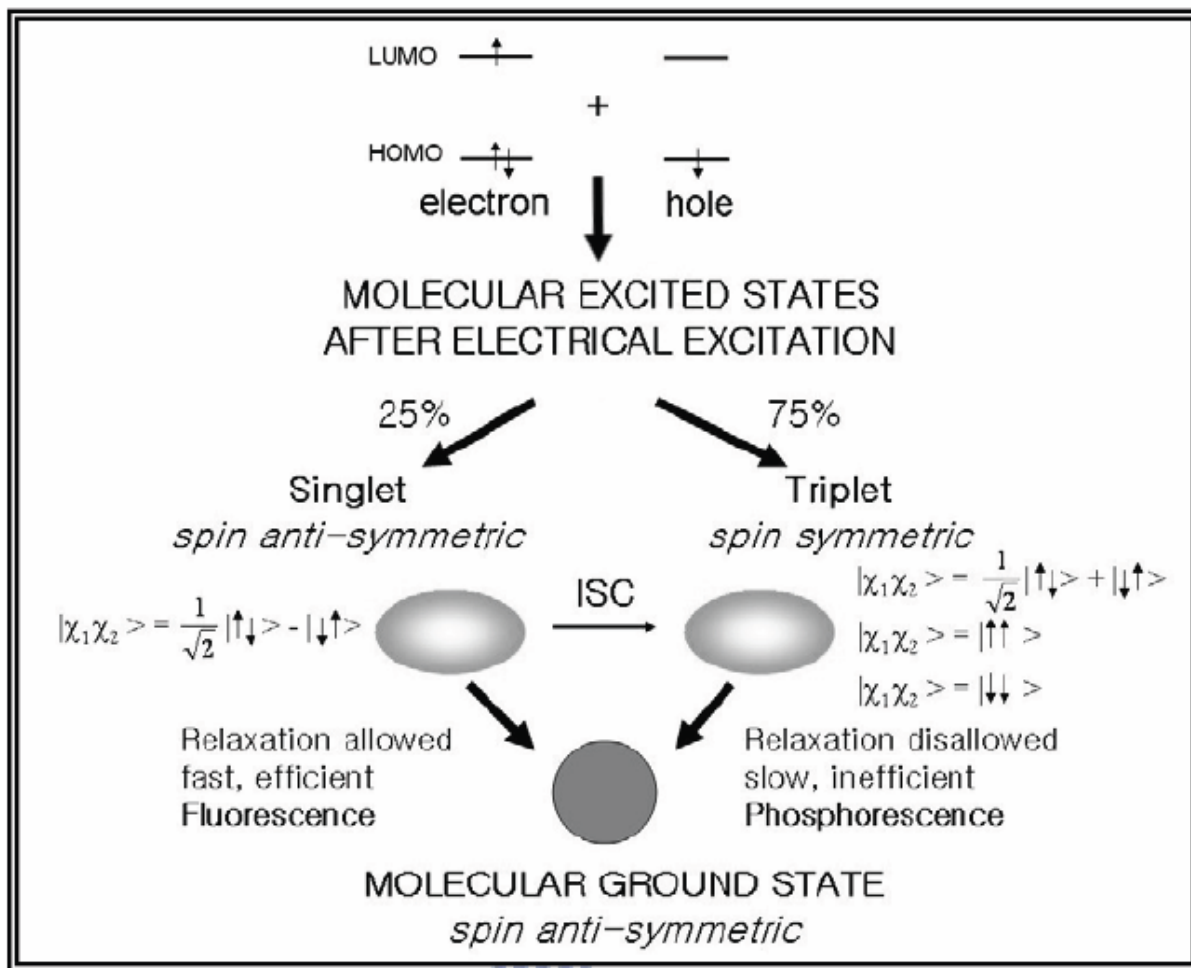 LUMO
+
HOMO
electron hole
MOLECULAR EXCITED STATES
AFTER ELECTRICAL EXCITATION
25% 75%
Singlet
spin anti-symmetric
Triplet
spin symmetric
|χ₁χ₂ > = 1/√2 |↑↓> - |↓↑>
ISC
|χ₁χ₂ > = 1/√2 |↑↓> + |↓↑>
|χ₁χ₂ > = |↑↑ >
|χ₁χ₂ > = |↓↓ >
Relaxation allowed
fast, efficient
Fluorescence
Relaxation disallowed
slow, inefficient
Phosphorescence
MOLECULAR GROUND STATE
spin anti-symmetric